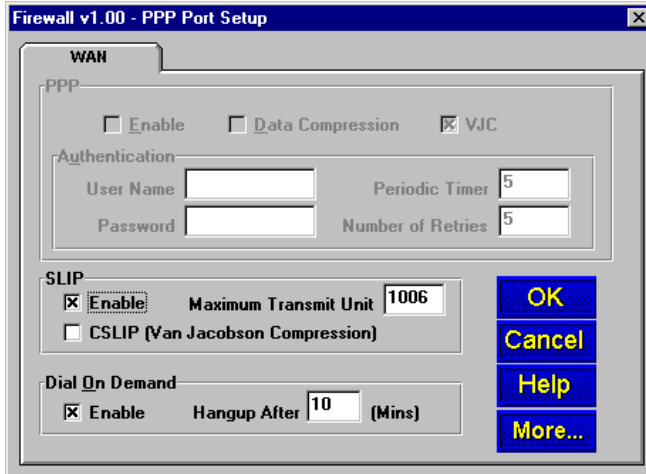 Firewall v1.00 - PPP Port Setup
WAN
PPP
Enable Data Compression VJC
Authentication
User Name Periodic Timer 5
Password Number of Retries 5
SLIP
Enable Maximum Transmit Unit 1006
CSLIP (Van Jacobson Compression)
Dial On Demand
Enable Hangup After 10 (Mins)
OK
Cancel
Help
More...